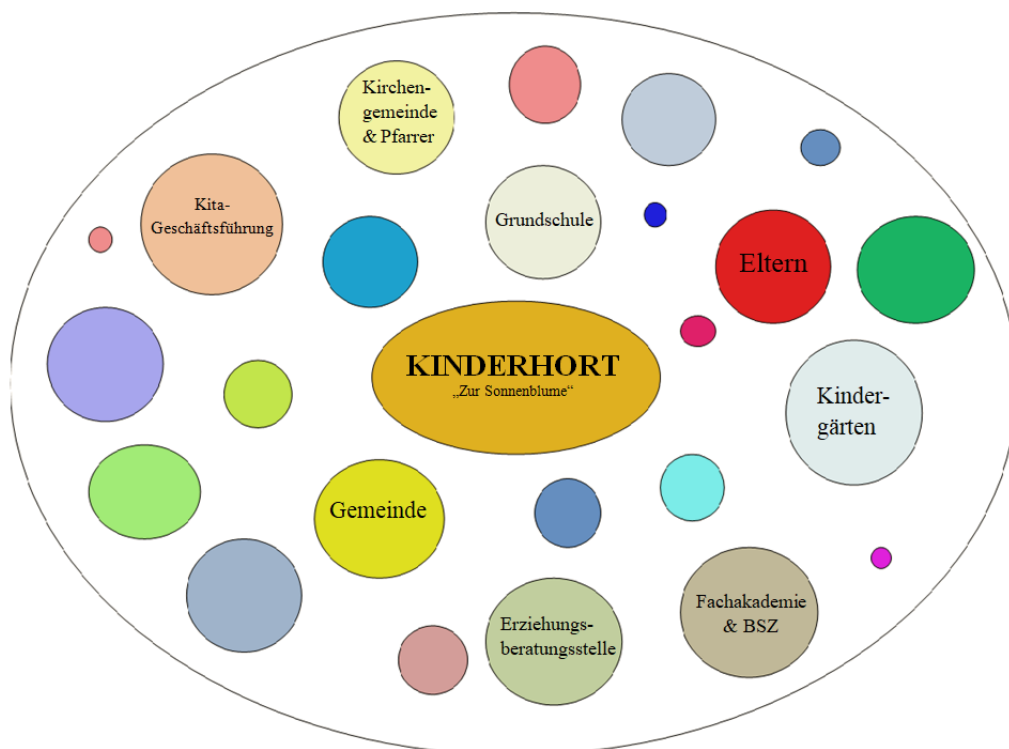 Kirchen-
gemeinde
& Pfarrer
Kita-
Geschäftsführung
Grundschule
Eltern
KINDERHORT
„Zur Sonnenblume“
Kinder-
gärten
Gemeinde
Erziehungs-
beratungsstelle
Fachakademie
& BSZ